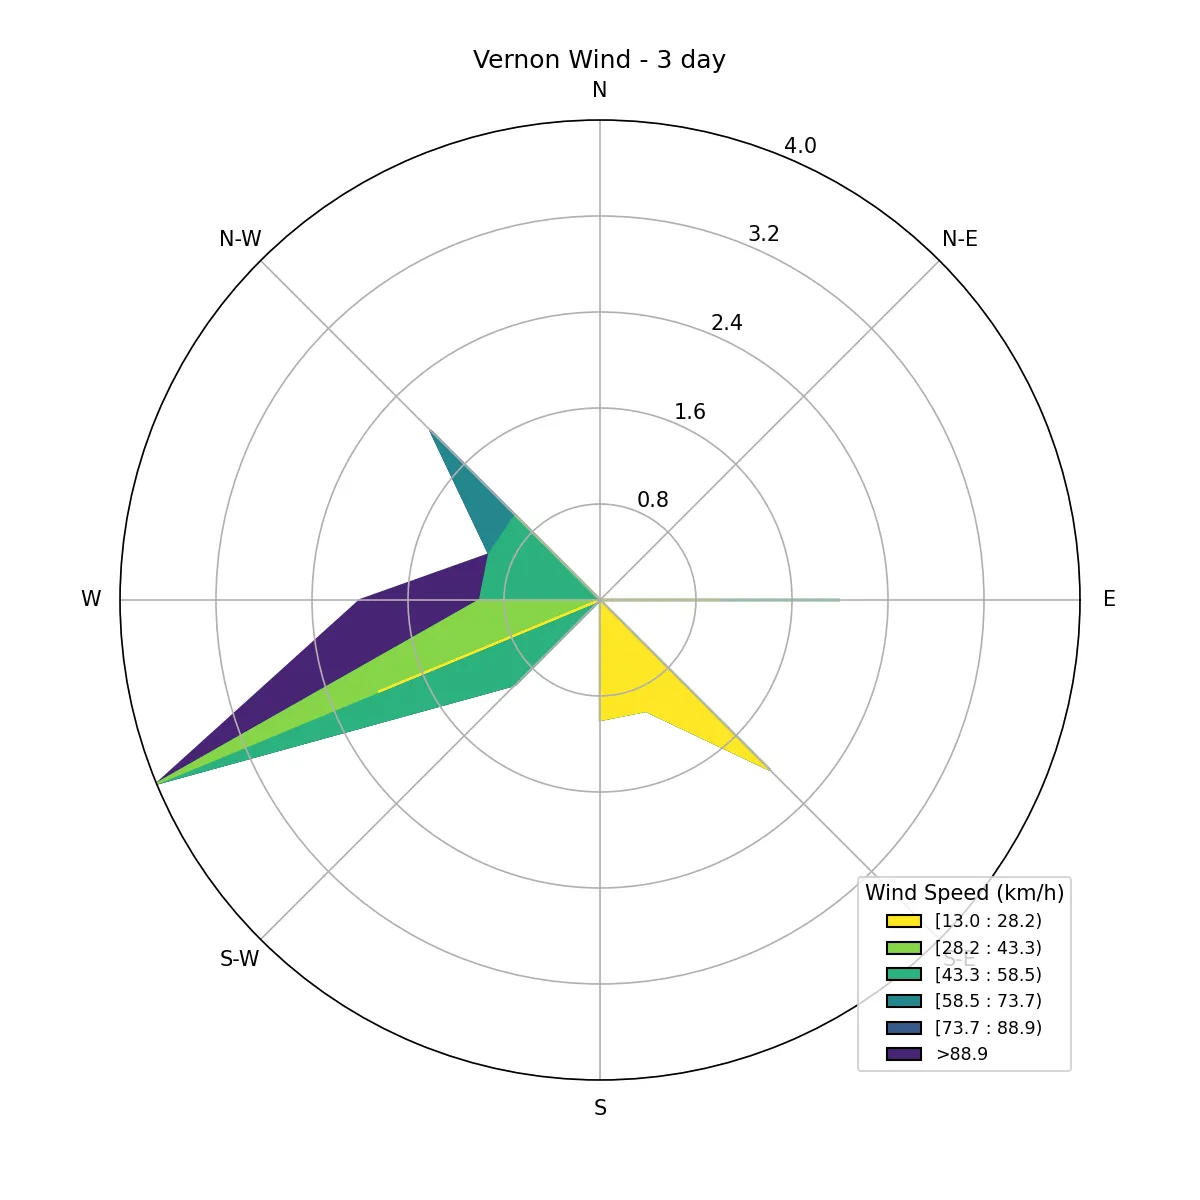 Vernon Wind - 3 day
N
4.0
N-W
3.2
N-E
2.4
1.6
0.8
W
E
Wind Speed (km/h)
[13.0 : 28.2)
[28.2 : 43.3)
S-W
S-E
[43.3 : 58.5)
[58.5 : 73.7)
[73.7 : 88.9)
>88.9
S